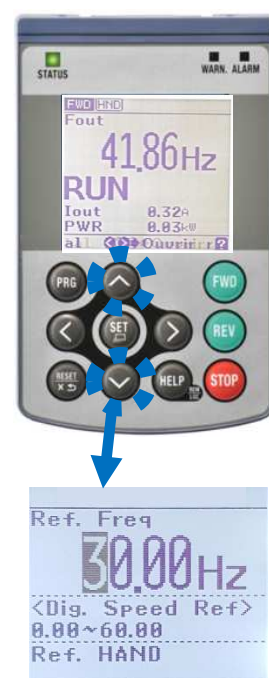 STATUS
WARN. ALARM
FWD HND
Fout
41.86Hz
RUN
Iout 0.32A
PWR 0.03kW
PRG
FWD
SET
REV
RESET
HELP
STOP
Ref. Freq
30.00Hz
<Dig. Speed Ref>
0.00~60.00
Ref. HAND